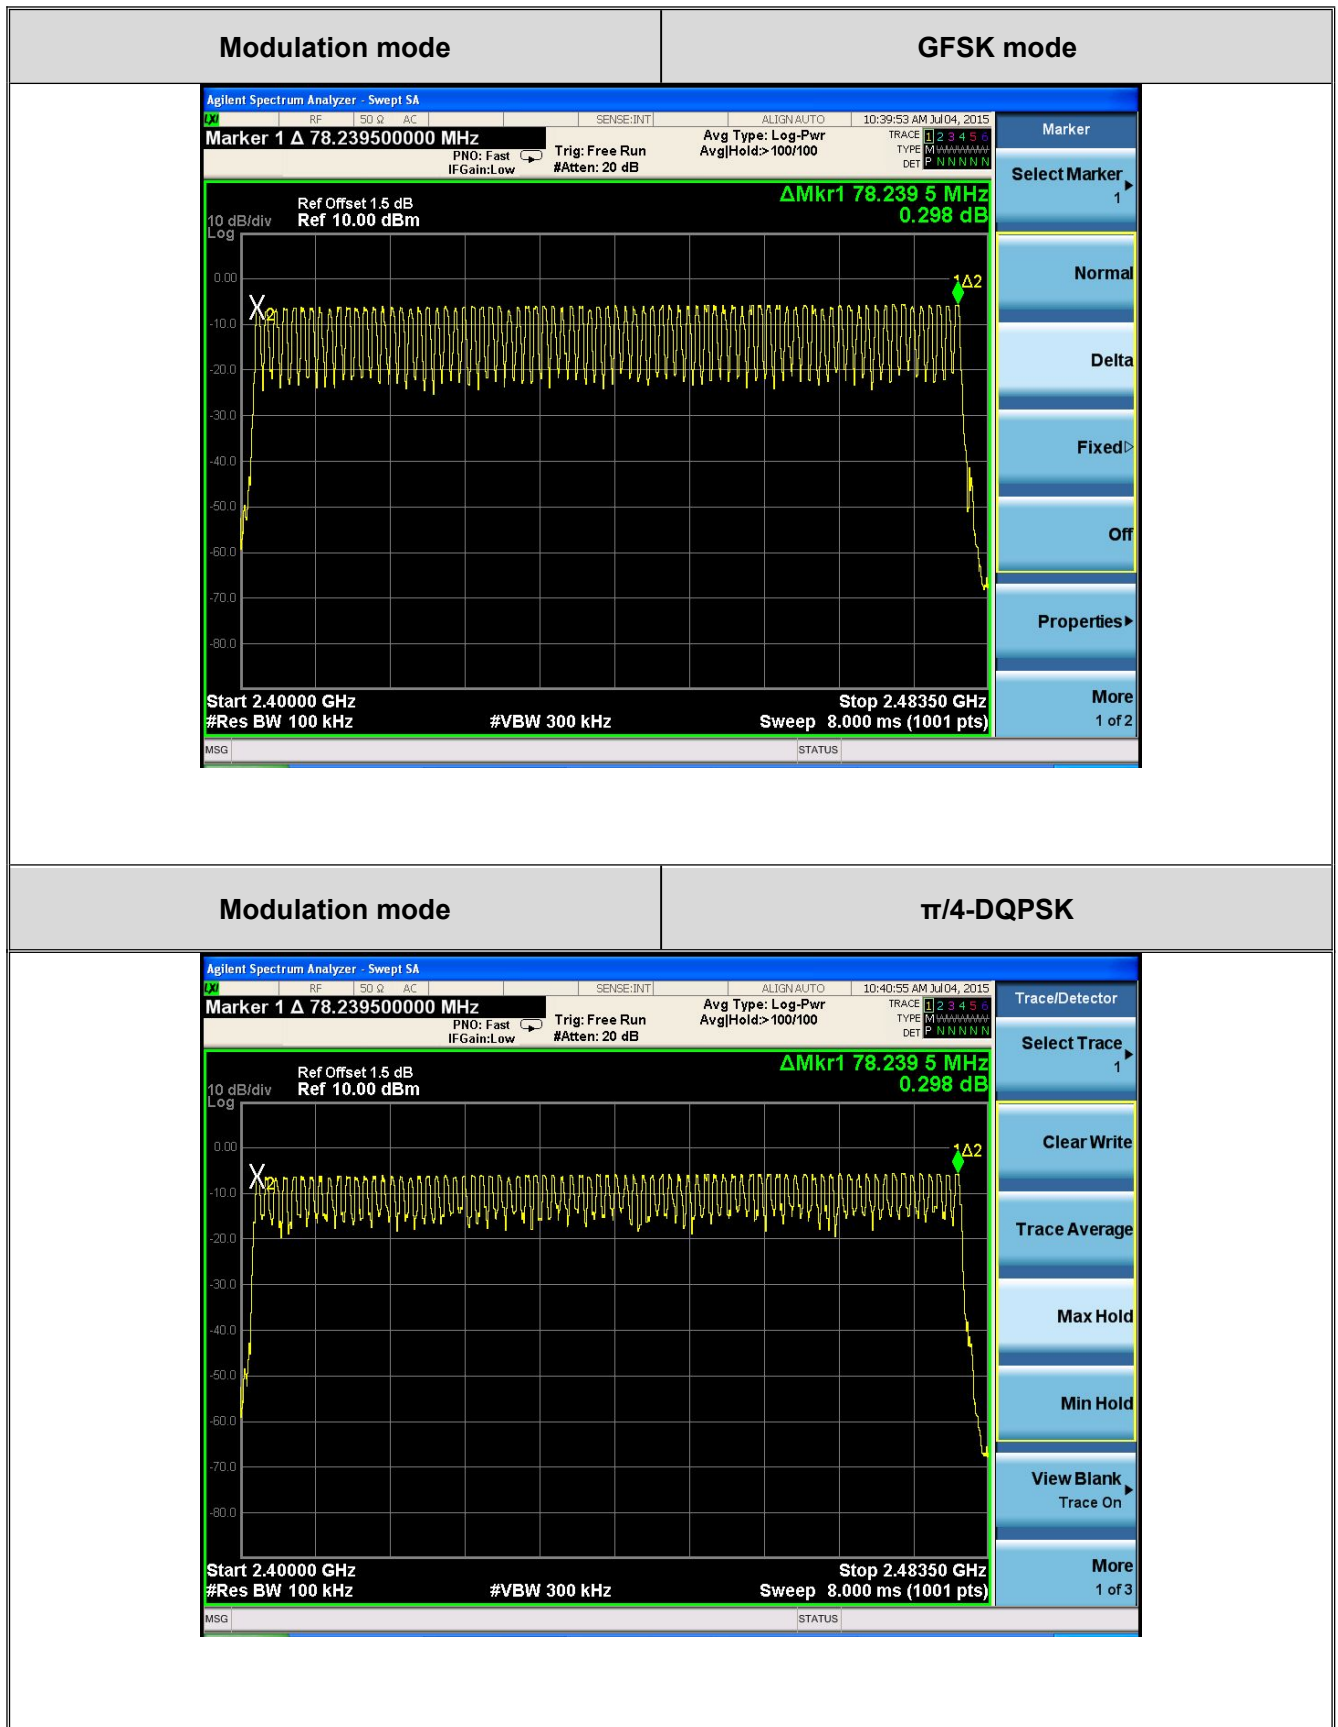 Modulation mode GFSK mode
Agilent Spectrum Analyzer - Swept SA
LXI RF 50 Ω AC SENSE:INT ALIGN AUTO 10:39:53 AM Jul 04, 2015
Marker 1 Δ 78.239500000 MHz Avg Type: Log-Pwr TRACE 1 2 3 4 5 6
PNO: Fast Trig: Free Run Avg|Hold:>100/100 TYPE M
IFGain:Low #Atten: 20 dB DET P N N N N N
Marker
Select Marker
1
Normal
Delta
Fixed
Off
Properties
More
1 of 2
ΔMkr1 78.239 5 MHz
0.298 dB
Ref Offset 1.5 dB
10 dB/div Ref 10.00 dBm
Log
0.00
-10.0
-20.0
-30.0
-40.0
-50.0
-60.0
-70.0
-80.0
X2
1Δ2
Start 2.40000 GHz Stop 2.48350 GHz
#Res BW 100 kHz #VBW 300 kHz Sweep 8.000 ms (1001 pts)
MSG STATUS
Modulation mode π/4-DQPSK
Agilent Spectrum Analyzer - Swept SA
LXI RF 50 Ω AC SENSE:INT ALIGN AUTO 10:40:55 AM Jul 04, 2015
Marker 1 Δ 78.239500000 MHz Avg Type: Log-Pwr TRACE 1 2 3 4 5 6
PNO: Fast Trig: Free Run Avg|Hold:>100/100 TYPE M
IFGain:Low #Atten: 20 dB DET P N N N N N
Trace/Detector
Select Trace
1
Clear Write
Trace Average
Max Hold
Min Hold
View Blank
Trace On
More
1 of 3
ΔMkr1 78.239 5 MHz
0.298 dB
Ref Offset 1.5 dB
10 dB/div Ref 10.00 dBm
Log
0.00
-10.0
-20.0
-30.0
-40.0
-50.0
-60.0
-70.0
-80.0
X2
1Δ2
Start 2.40000 GHz Stop 2.48350 GHz
#Res BW 100 kHz #VBW 300 kHz Sweep 8.000 ms (1001 pts)
MSG STATUS